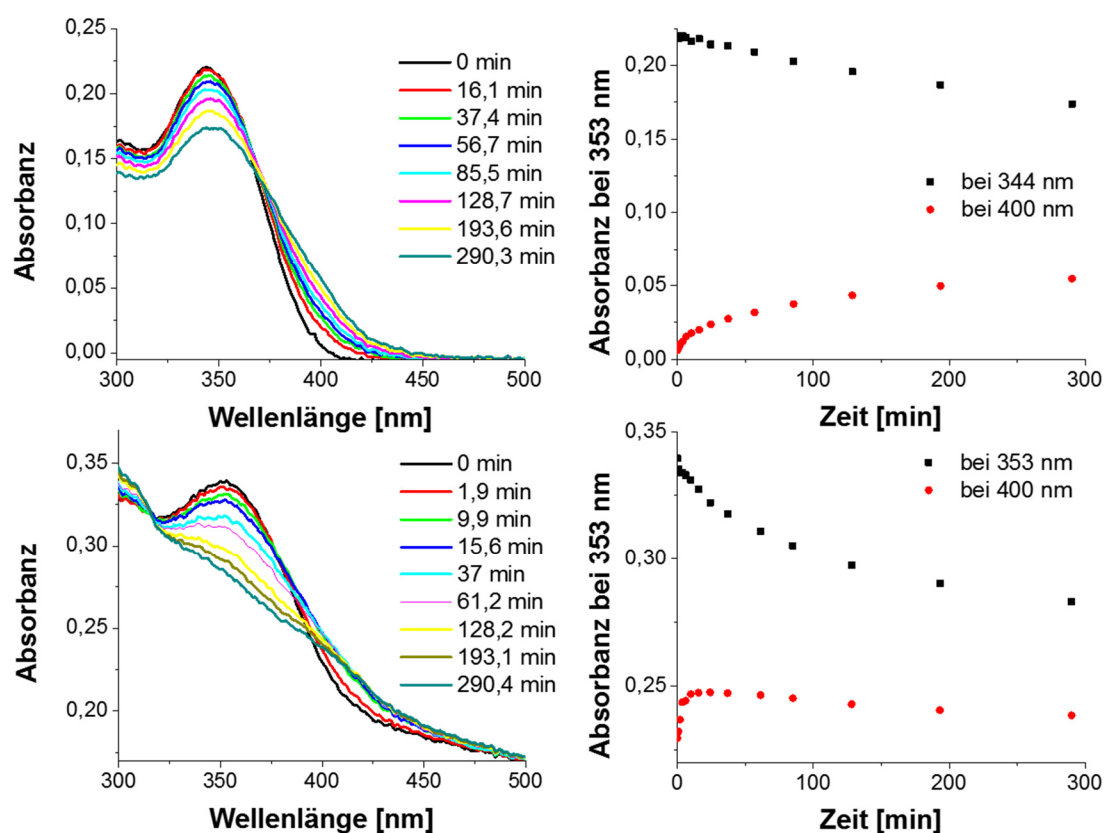 0,25
0,20
0,15
0,10
0,05
0,00
Absorbanz
300 350 400 450 500
Wellenlänge [nm]
0 min
16,1 min
37,4 min
56,7 min
85,5 min
128,7 min
193,6 min
290,3 min
0,20
0,15
0,10
0,05
0,00
Absorbanz bei 353 nm
0 100 200 300
Zeit [min]
bei 344 nm
bei 400 nm
0,35
0,30
0,25
0,20
Absorbanz
300 350 400 450 500
Wellenlänge [nm]
0 min
1,9 min
9,9 min
15,6 min
37 min
61,2 min
128,2 min
193,1 min
290,4 min
0,35
0,30
0,25
Absorbanz bei 353 nm
0 100 200 300
Zeit [min]
bei 353 nm
bei 400 nm